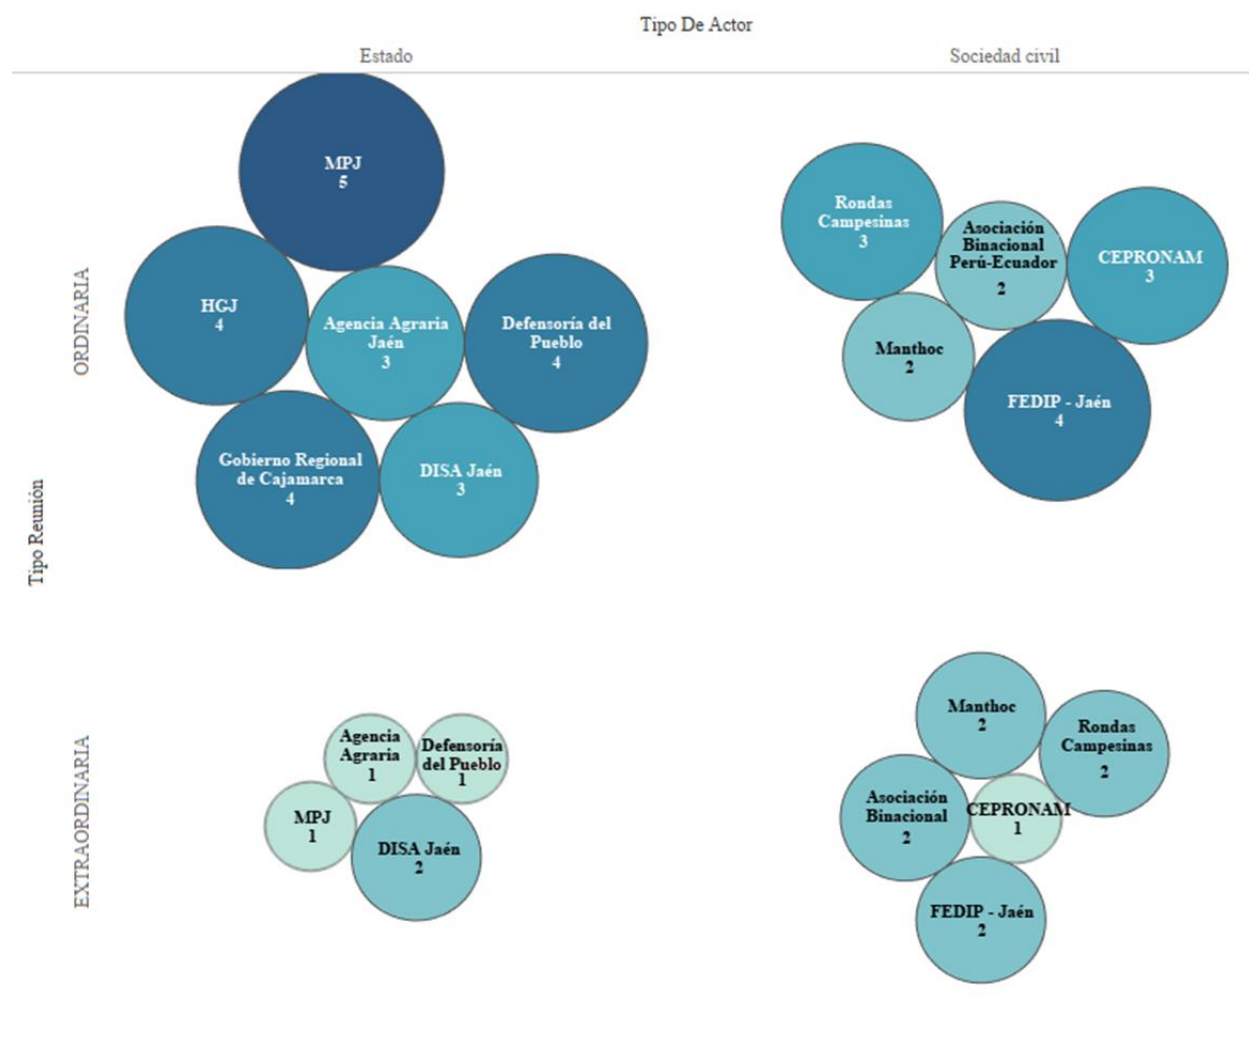 Tipo De Actor
Estado
Sociedad civil
Tipo Reunión
ORDINARIA
MPJ
5
HGJ
4
Agencia Agraria
Jaén
3
Defensoría del
Pueblo
4
Gobierno Regional
de Cajamarca
4
DISA Jaén
3
Rondas
Campesinas
3
Asociación
Binacional
Perú-Ecuador
2
CEPRONAM
3
Manthoc
2
FEDIP - Jaén
4
EXTRAORDINARIA
Agencia
Agraria
1
Defensoría
del Pueblo
1
MPJ
1
DISA Jaén
2
Manthoc
2
Rondas
Campesinas
2
Asociación
Binacional
2
CEPRONAM
1
FEDIP - Jaén
2